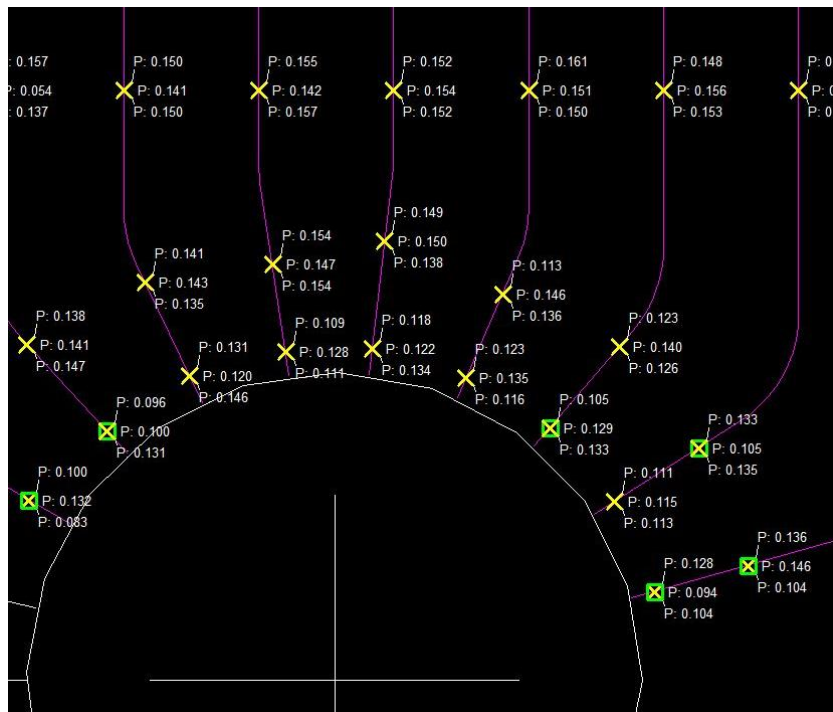 P: 0.157
P: 0.054
P: 0.137
P: 0.150
P: 0.141
P: 0.150
P: 0.155
P: 0.142
P: 0.157
P: 0.152
P: 0.154
P: 0.152
P: 0.161
P: 0.151
P: 0.150
P: 0.148
P: 0.156
P: 0.153
P: 0.149
P: 0.150
P: 0.138
P: 0.154
P: 0.147
P: 0.154
P: 0.141
P: 0.143
P: 0.135
P: 0.113
P: 0.146
P: 0.136
P: 0.138
P: 0.141
P: 0.147
P: 0.131
P: 0.120
P: 0.146
P: 0.109
P: 0.128
P: 0.111
P: 0.118
P: 0.122
P: 0.134
P: 0.123
P: 0.135
P: 0.116
P: 0.123
P: 0.140
P: 0.126
P: 0.096
P: 0.100
P: 0.131
P: 0.105
P: 0.129
P: 0.133
P: 0.133
P: 0.105
P: 0.135
P: 0.100
P: 0.132
P: 0.083
P: 0.111
P: 0.115
P: 0.113
P: 0.136
P: 0.146
P: 0.104
P: 0.128
P: 0.094
P: 0.104